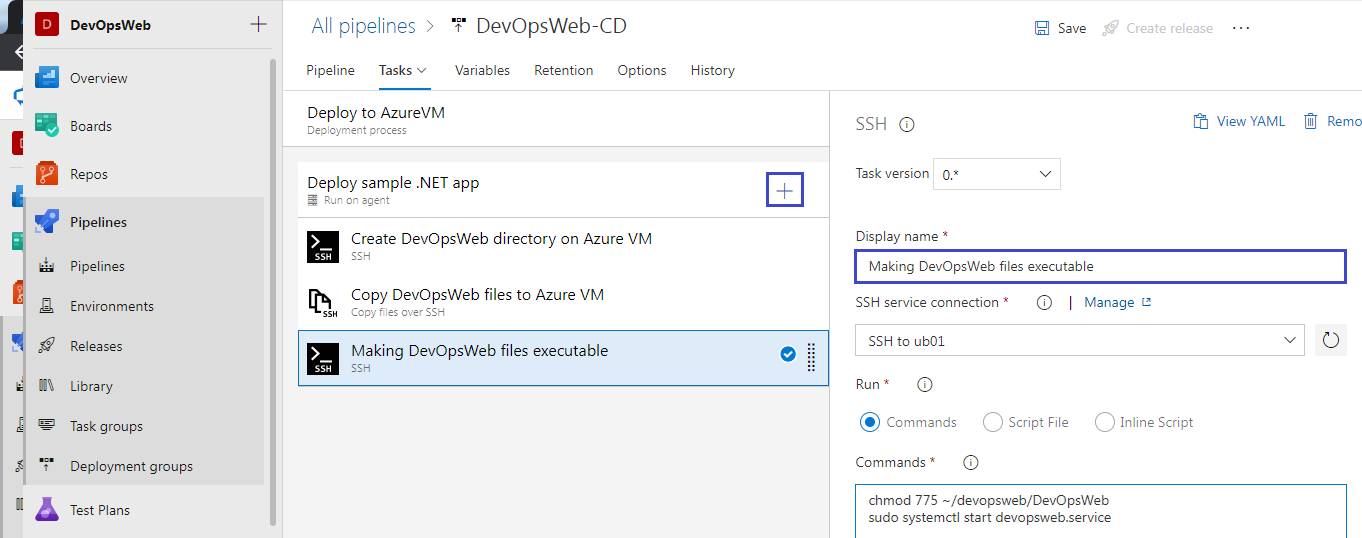 D DevOpsWeb
Overview
Boards
Repos
Pipelines
Pipelines
Environments
Releases
Library
Task groups
Deployment groups
Test Plans
All pipelines > DevOpsWeb-CD
Save Create release ...
Pipeline Tasks Variables Retention Options History
Deploy to AzureVM
Deployment process
Deploy sample .NET app
Run on agent
Create DevOpsWeb directory on Azure VM
SSH
Copy DevOpsWeb files to Azure VM
SSH Copy files over SSH
Making DevOpsWeb files executable
SSH
SSH View YAML Remo
Task version 0.*
Display name *
Making DevOpsWeb files executable
SSH service connection * | Manage
SSH to ub01
Run *
Commands Script File Inline Script
Commands *
chmod 775 ~/devopsweb/DevOpsWeb
sudo systemctl start devopsweb.service